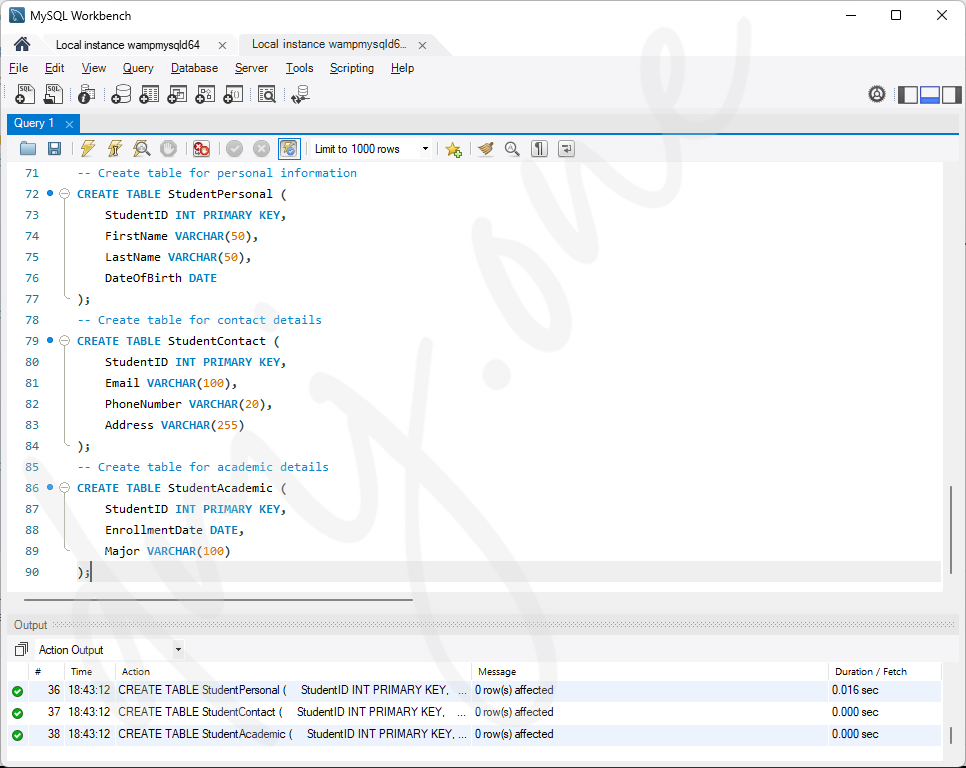 MySQL Workbench
Local instance wampmysqld64
Local instance wampmysqld6...
File Edit View Query Database Server Tools Scripting Help
Query 1
Limit to 1000 rows
71 -- Create table for personal information
72 CREATE TABLE StudentPersonal (
73 StudentID INT PRIMARY KEY,
74 FirstName VARCHAR(50),
75 LastName VARCHAR(50),
76 DateOfBirth DATE
77 );
78 -- Create table for contact details
79 CREATE TABLE StudentContact (
80 StudentID INT PRIMARY KEY,
81 Email VARCHAR(100),
82 PhoneNumber VARCHAR(20),
83 Address VARCHAR(255)
84 );
85 -- Create table for academic details
86 CREATE TABLE StudentAcademic (
87 StudentID INT PRIMARY KEY,
88 EnrollmentDate DATE,
89 Major VARCHAR(100)
90 );
Output
Action Output
# Time Action Message Duration / Fetch
36 18:43:12 CREATE TABLE StudentPersonal ( StudentID INT PRIMARY KEY, ... 0 row(s) affected 0.016 sec
37 18:43:12 CREATE TABLE StudentContact ( StudentID INT PRIMARY KEY, ... 0 row(s) affected 0.000 sec
38 18:43:12 CREATE TABLE StudentAcademic ( StudentID INT PRIMARY KEY, ... 0 row(s) affected 0.000 sec